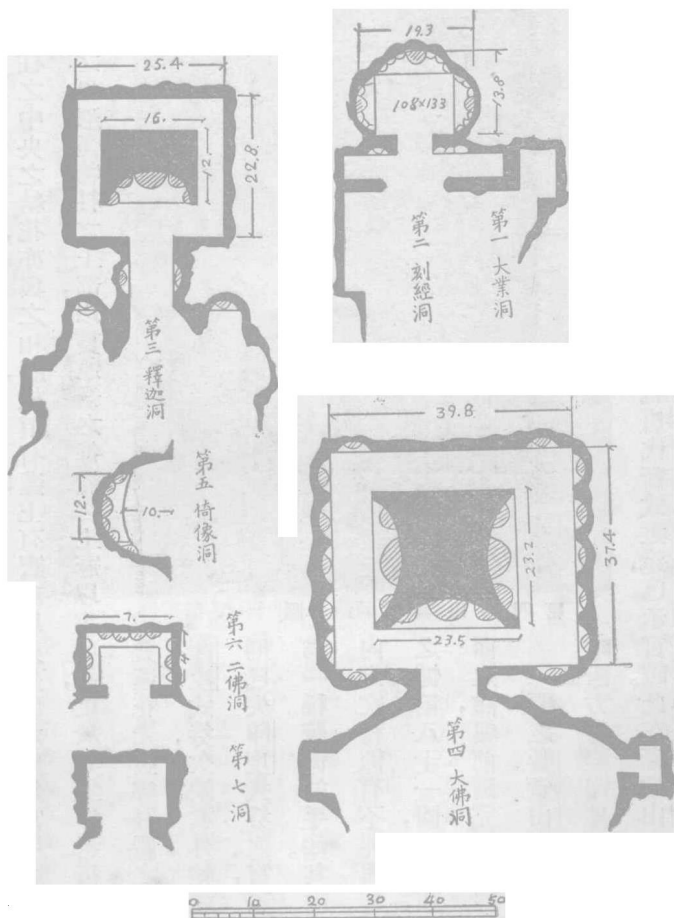 19.3
13.8
108×133
第一 大業洞
第二 刻經洞
25.4
16.
12.
22.8
第三 釋迦洞
39.8
37.4
23.2
23.5
第四 大佛洞
12.
10.
第五 倚像洞
7.
4.
第六 二佛洞
第七 洞
0 10 20 30 40 50